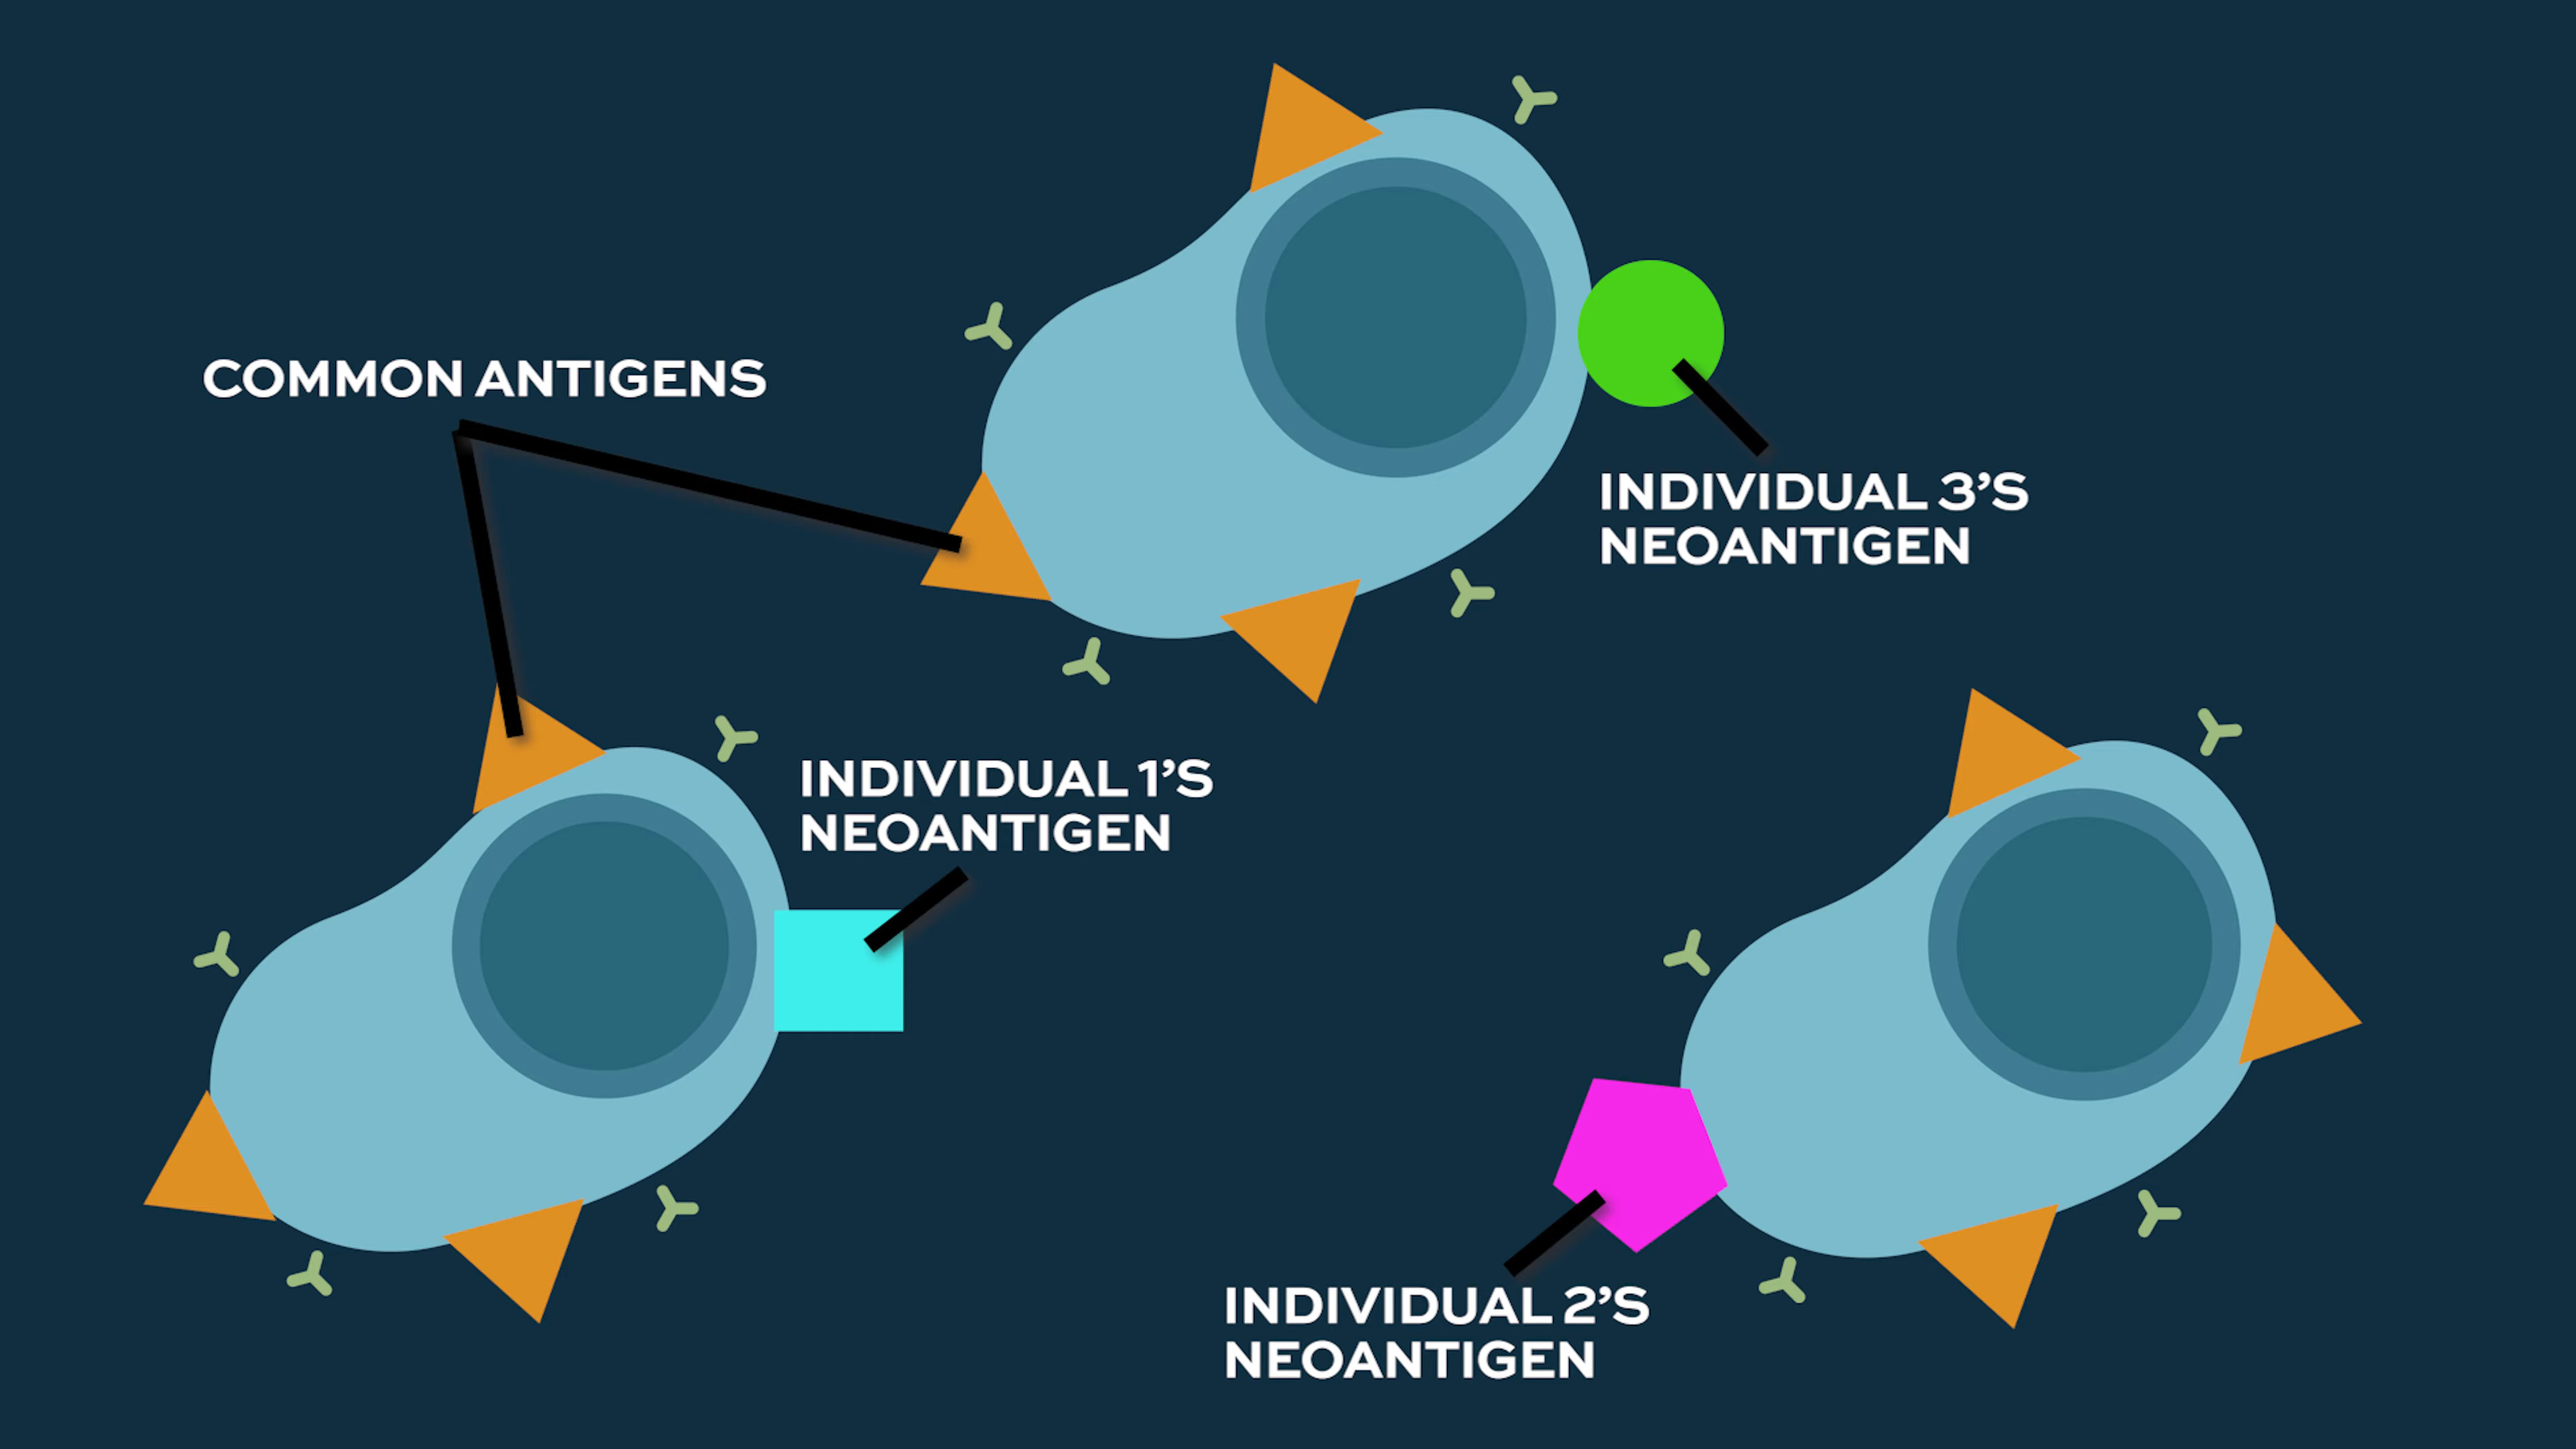 COMMON ANTIGENS
INDIVIDUAL 3’S
NEOANTIGEN
INDIVIDUAL 1’S
NEOANTIGEN
INDIVIDUAL 2’S
NEOANTIGEN